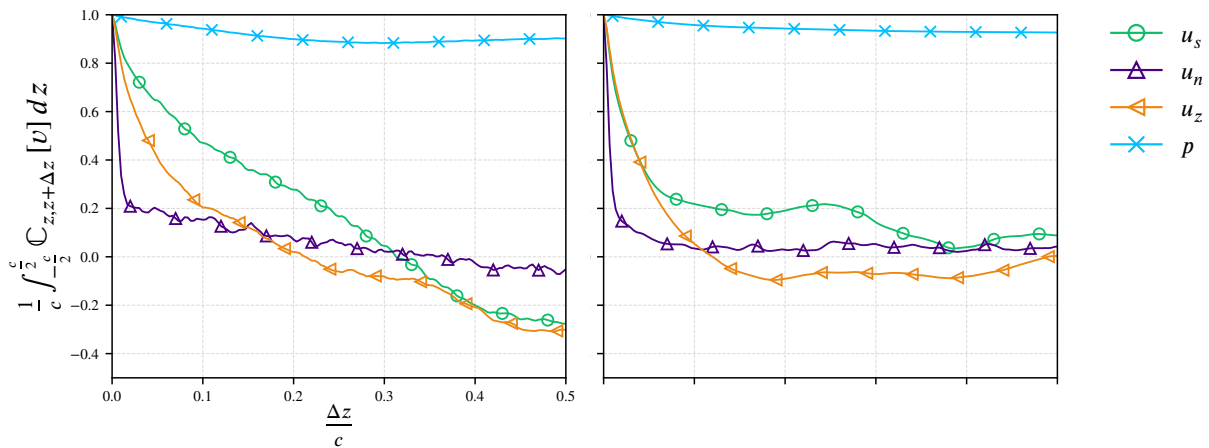 1.0
0.8
0.6
0.4
0.2
0.0
−0.2
−0.4
0.0 0.1 0.2 0.3 0.4 0.5
Δz/c
1/c ∫_{-c/2}^{c/2} ℂ_{z,z+Δz} [v] dz
u_s
u_n
u_z
p